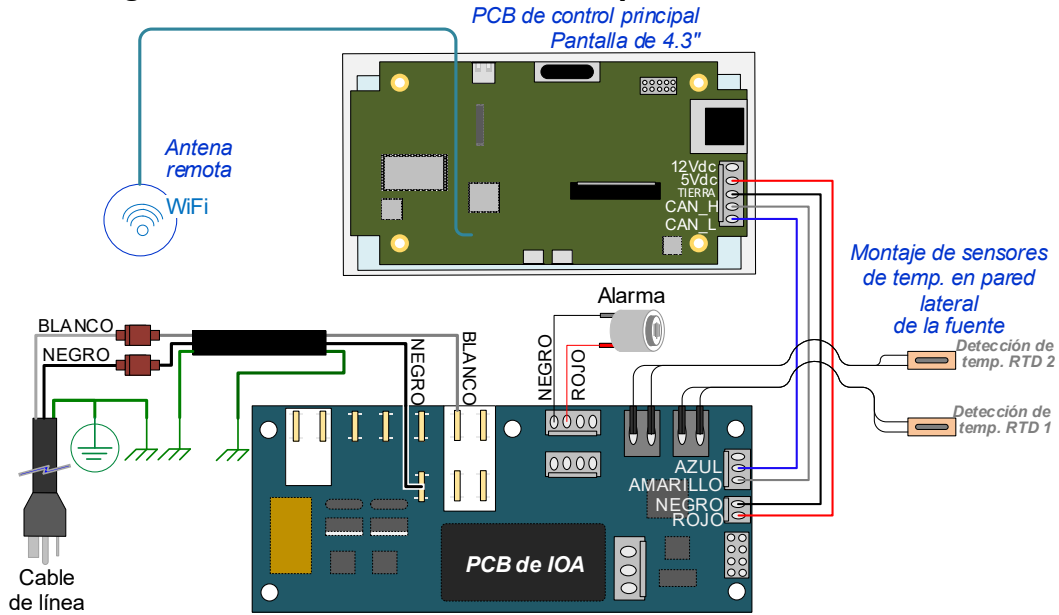 PCB de control principal
Pantalla de 4.3"
Antena
remota
WiFi
12Vdc
5Vdc
TIERRA
CAN_H
CAN_L
Montaje de sensores
de temp. en pared
lateral
de la fuente
Alarma
BLANCO
NEGRO
NEGRO
BLANCO
NEGRO
ROJO
Detección de
temp. RTD 2
Detección de
temp. RTD 1
AZUL
AMARILLO
NEGRO
ROJO
PCB de IOA
Cable
de línea